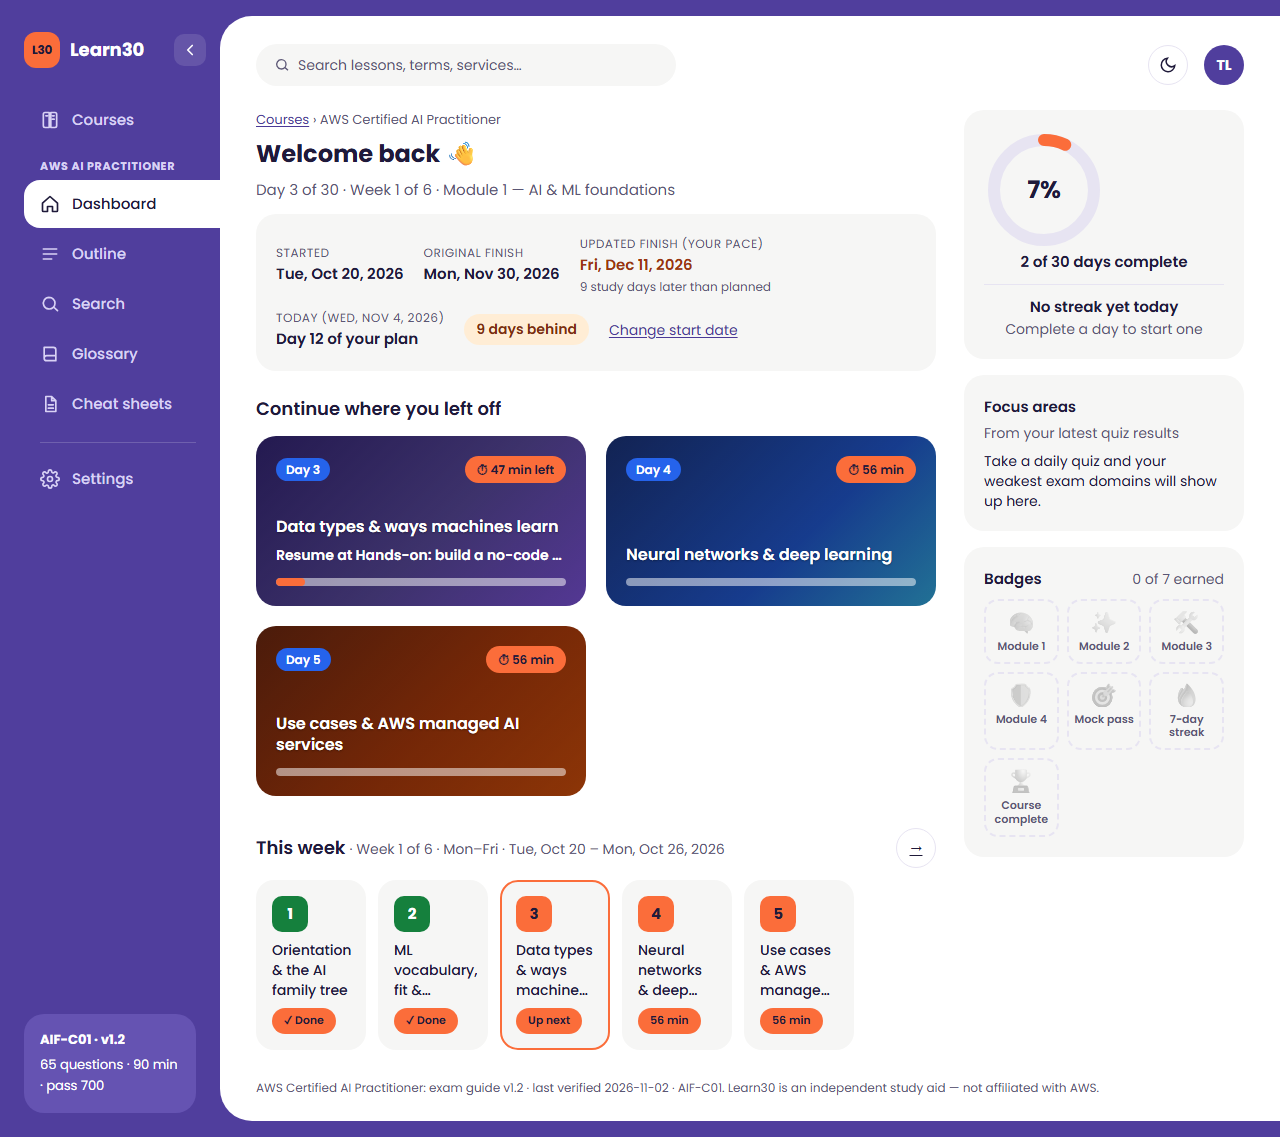 L30 Learn30
Courses
AWS AI PRACTITIONER
Dashboard
Outline
Search
Glossary
Cheat sheets
Settings
AIF-C01 · v1.2
65 questions · 90 min
· pass 700
Search lessons, terms, services...
TL
Courses › AWS Certified AI Practitioner
Welcome back 👋
Day 3 of 30 · Week 1 of 6 · Module 1 — AI & ML foundations
STARTED
Tue, Oct 20, 2026
ORIGINAL FINISH
Mon, Nov 30, 2026
UPDATED FINISH (YOUR PACE)
Fri, Dec 11, 2026
9 study days later than planned
TODAY (WED, NOV 4, 2026)
Day 12 of your plan
9 days behind
Change start date
Continue where you left off
Day 3
⏱ 47 min left
Data types & ways machines learn
Resume at Hands-on: build a no-code ...
Day 4
⏱ 56 min
Neural networks & deep learning
Day 5
⏱ 56 min
Use cases & AWS managed AI
services
This week · Week 1 of 6 · Mon–Fri · Tue, Oct 20 – Mon, Oct 26, 2026
→
1
Orientation
& the AI
family tree
✓ Done
2
ML
vocabulary,
fit &...
✓ Done
3
Data types
& ways
machine...
Up next
4
Neural
networks
& deep...
56 min
5
Use cases
& AWS
manage...
56 min
7%
2 of 30 days complete
No streak yet today
Complete a day to start one
Focus areas
From your latest quiz results
Take a daily quiz and your
weakest exam domains will show
up here.
Badges
0 of 7 earned
Module 1
Module 2
Module 3
Module 4
Mock pass
7-day
streak
Course
complete
AWS Certified AI Practitioner: exam guide v1.2 · last verified 2026-11-02 · AIF-C01. Learn30 is an independent study aid — not affiliated with AWS.